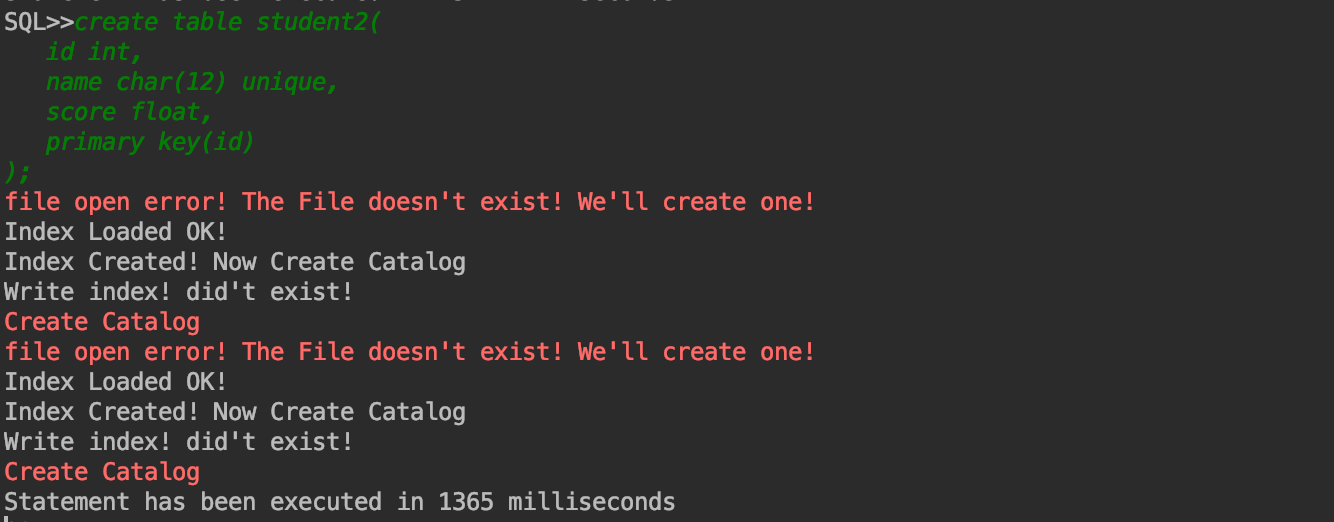 SQL>>create table student2(
id int,
name char(12) unique,
score float,
primary key(id)
);
file open error! The File doesn't exist! We'll create one!
Index Loaded OK!
Index Created! Now Create Catalog
Write index! did't exist!
Create Catalog
file open error! The File doesn't exist! We'll create one!
Index Loaded OK!
Index Created! Now Create Catalog
Write index! did't exist!
Create Catalog
Statement has been executed in 1365 milliseconds